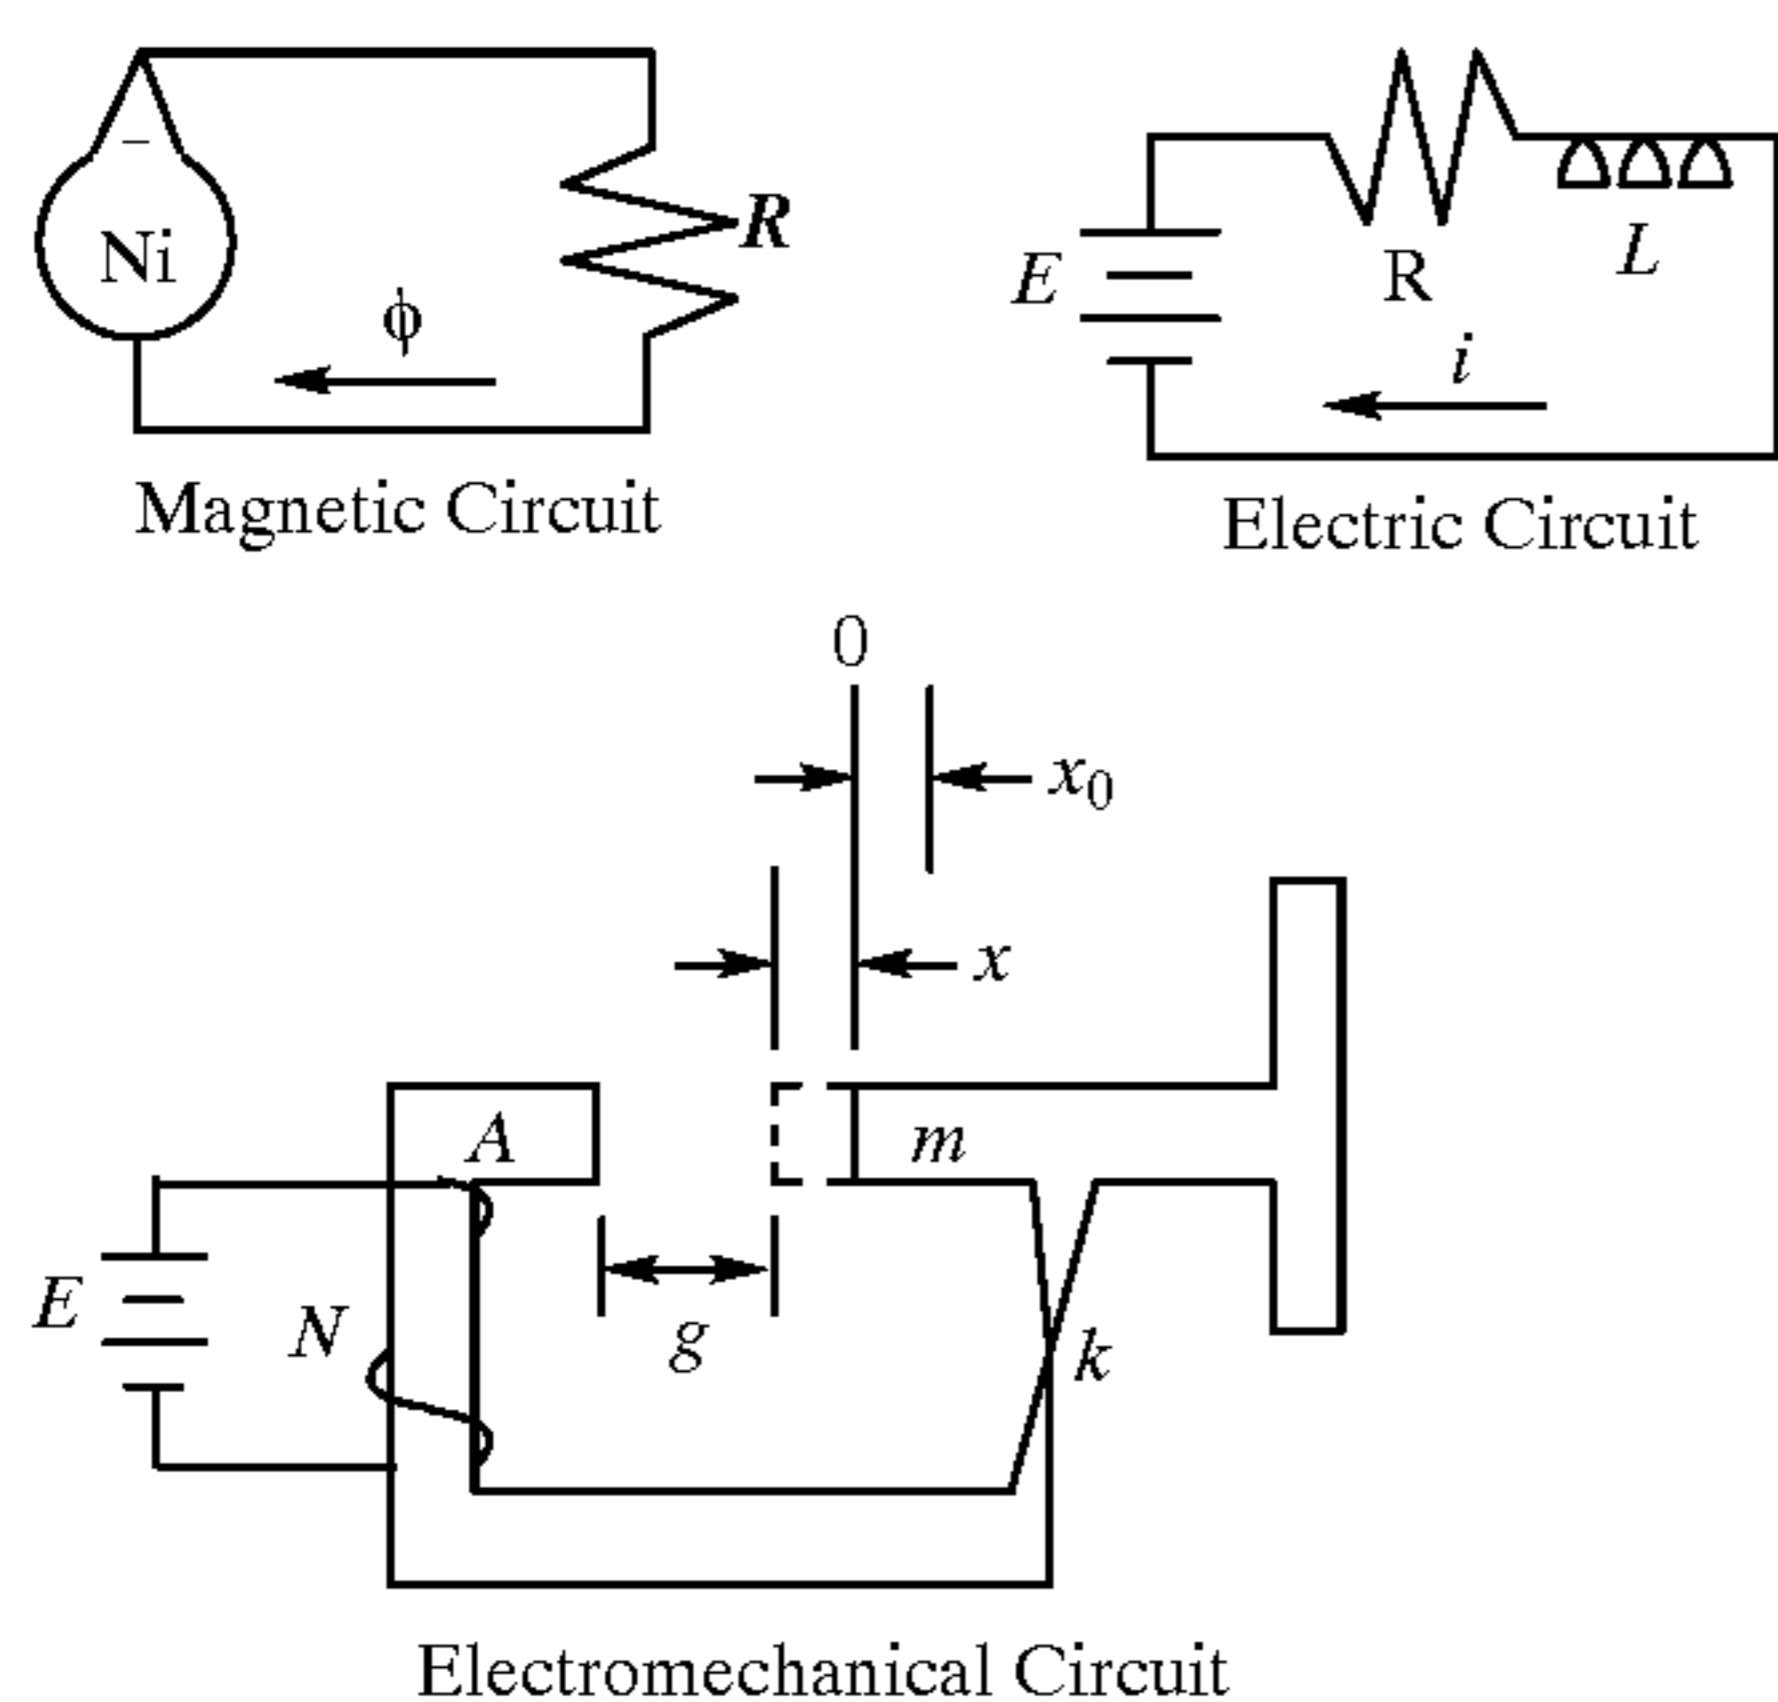 –
Ni
R
ϕ
Magnetic Circuit
E
R
L
i
Electric Circuit
0
x₀
x
A
m
E
N
g
k
Electromechanical Circuit